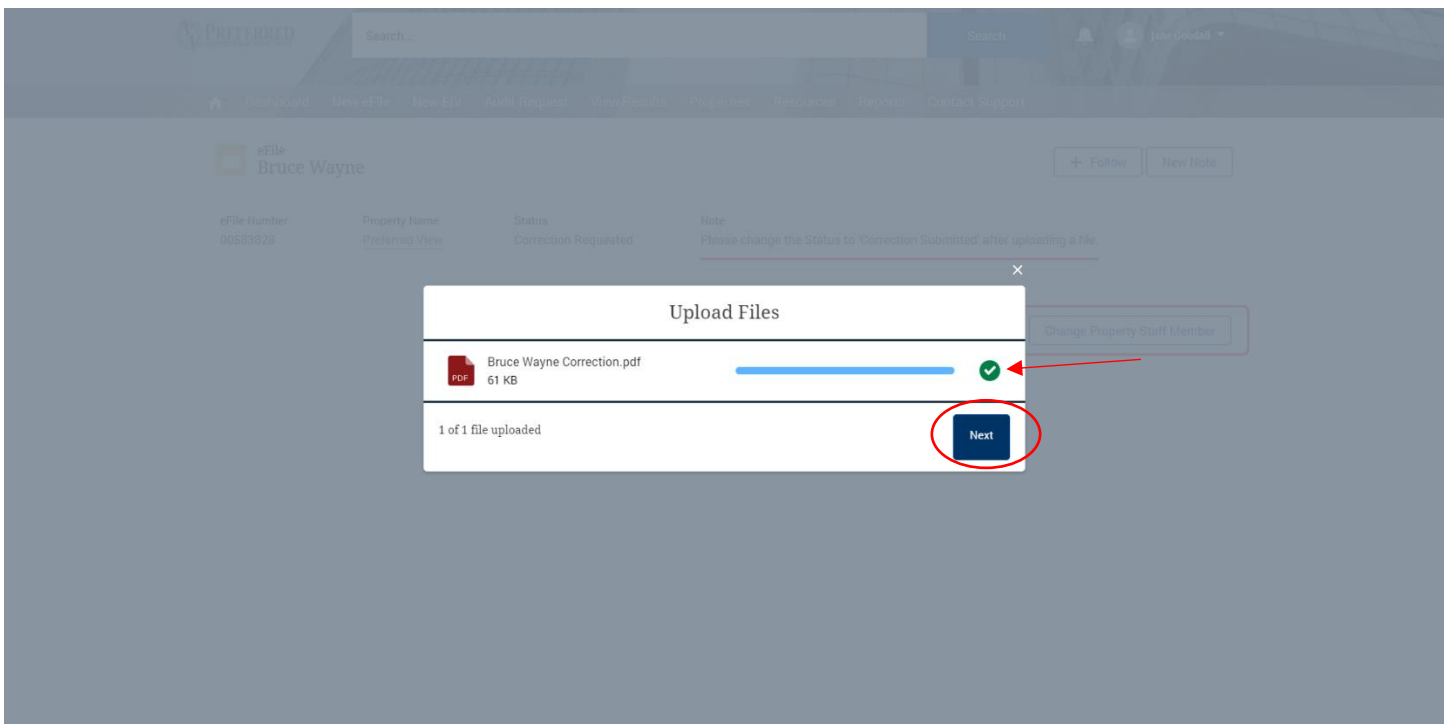 PREFERRED
Search...
Search
Jane Goodall
Dashboard New eFile New EIV Audit Request View Results Properties Resources Reports Contact Support
eFile
Bruce Wayne
+ Follow
New Note
eFile Number Property Name Status Note
00683828 Preferred View Correction Requested Please change the Status to 'Correction Submitted' after uploading a file.
×
Upload Files
Change Property Staff Member
PDF
Bruce Wayne Correction.pdf
61 KB
1 of 1 file uploaded
Next